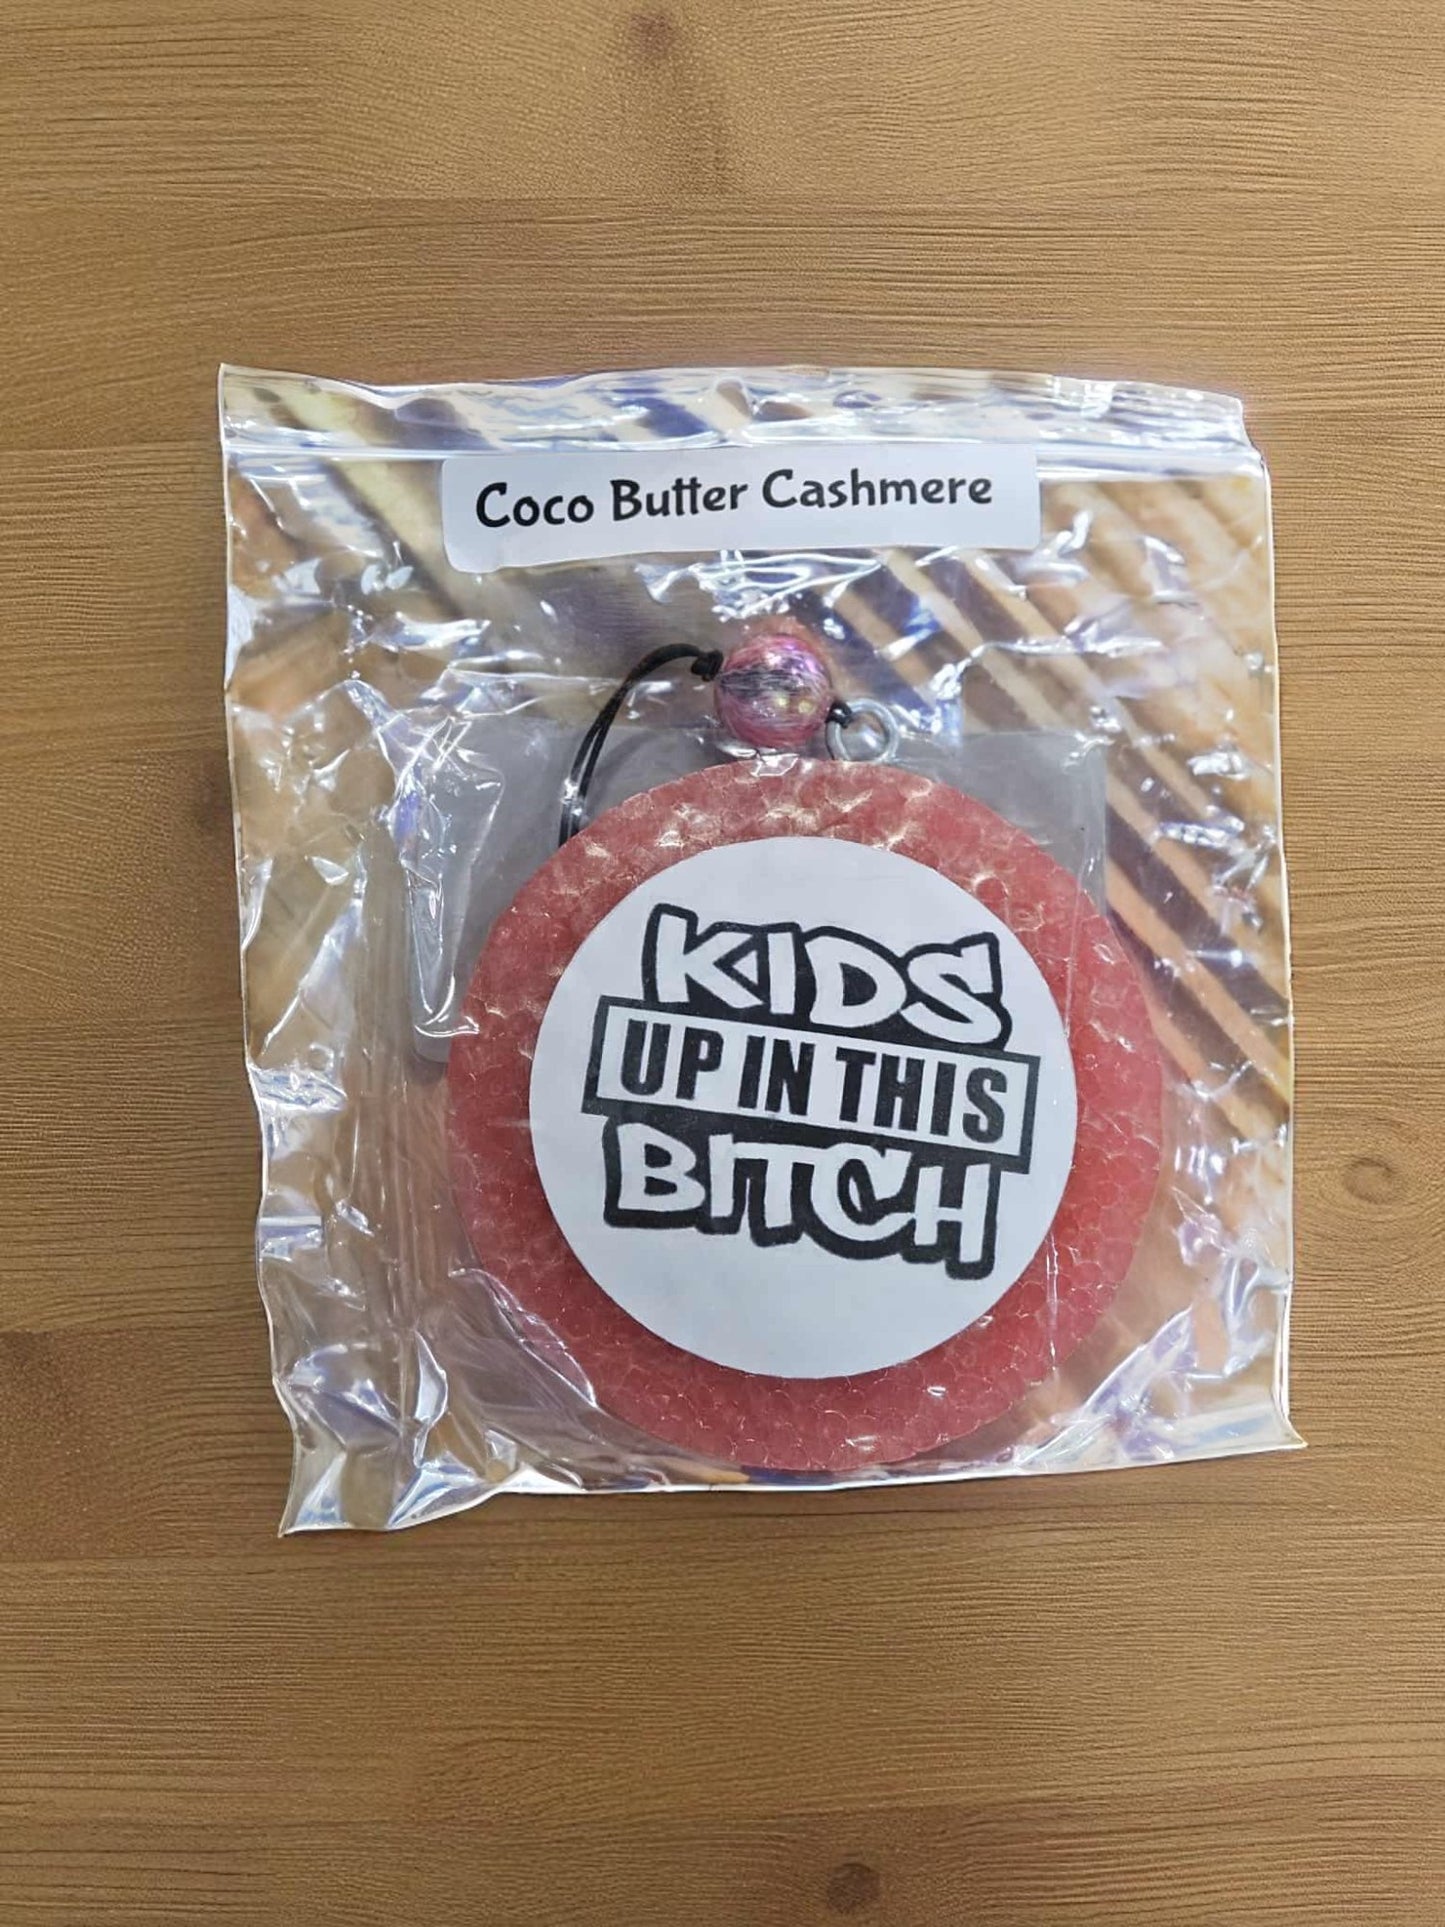 Coco Butter Cashmere
KIDS
UP IN THIS
BITCH